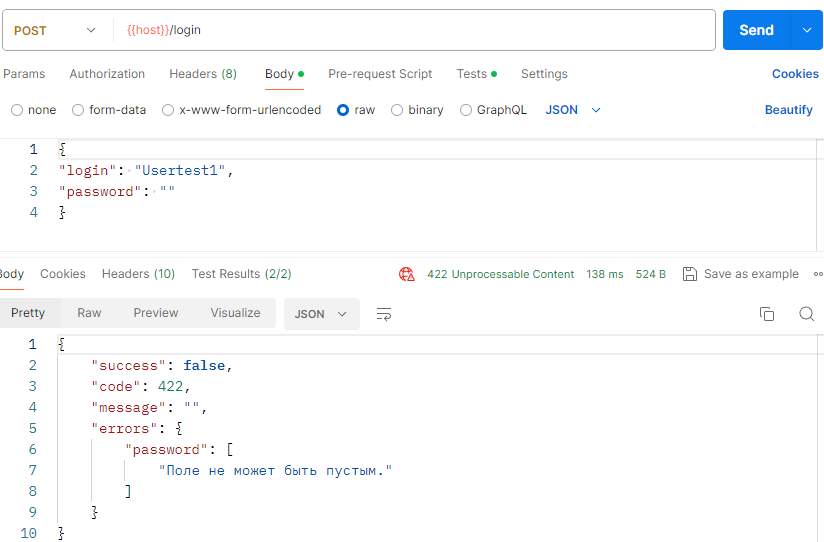 POST {{host}}/login Send
Params Authorization Headers (8) Body Pre-request Script Tests Settings Cookies
none form-data x-www-form-urlencoded raw binary GraphQL JSON Beautify
1 {
2 "login": "Usertest1",
3 "password": ""
4 }
Body Cookies Headers (10) Test Results (2/2) 422 Unprocessable Content 138 ms 524 B Save as example
Pretty Raw Preview Visualize JSON
1 {
2 "success": false,
3 "code": 422,
4 "message": "",
5 "errors": {
6 "password": [
7 "Поле не может быть пустым."
8 ]
9 }
10 }